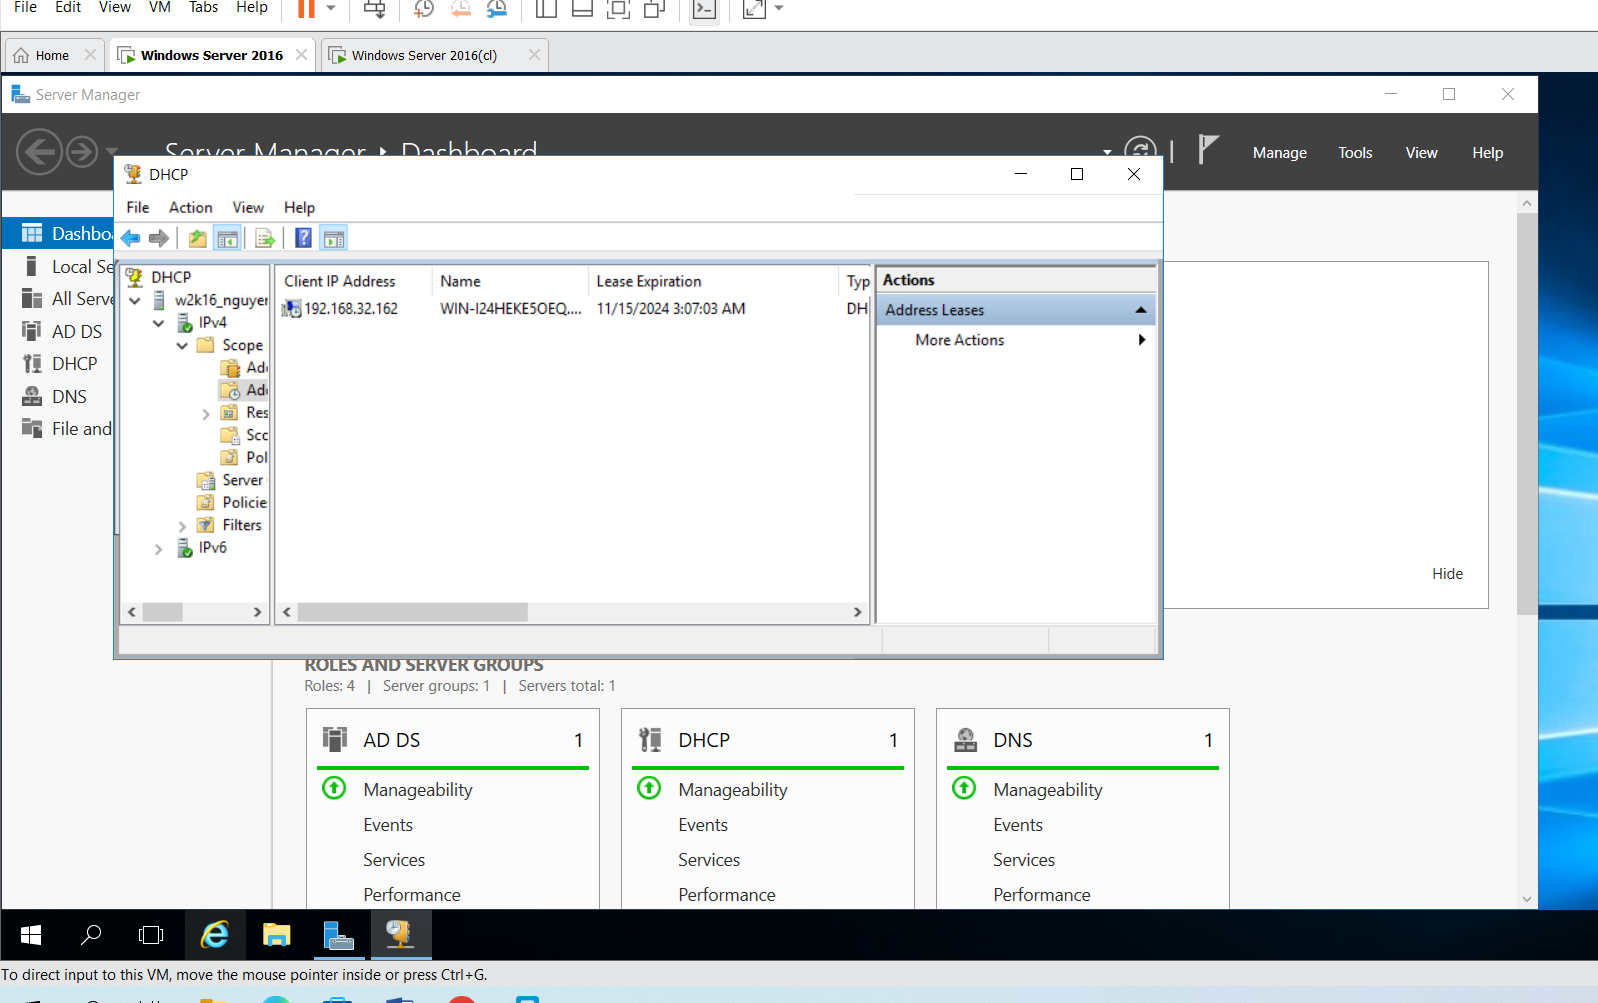 File Edit View VM Tabs Help
Home Windows Server 2016 Windows Server 2016(cl)
Server Manager
Server Manager Dashboard
Manage Tools View Help
DHCP
File Action View Help
Dashbo
Local Se
All Serve
AD DS
DHCP
DNS
File and
DHCP
w2k16_nguyer
IPv4
Scope
Add
Add
Res
Sco
Pol
Server
Policie
Filters
IPv6
Client IP Address Name Lease Expiration Typ
192.168.32.162 WIN-I24HEKE5OEQ.... 11/15/2024 3:07:03 AM DH
Actions
Address Leases
More Actions
Hide
ROLES AND SERVER GROUPS
Roles: 4 | Server groups: 1 | Servers total: 1
AD DS 1
Manageability
Events
Services
Performance
DHCP 1
Manageability
Events
Services
Performance
DNS 1
Manageability
Events
Services
Performance
To direct input to this VM, move the mouse pointer inside or press Ctrl+G.